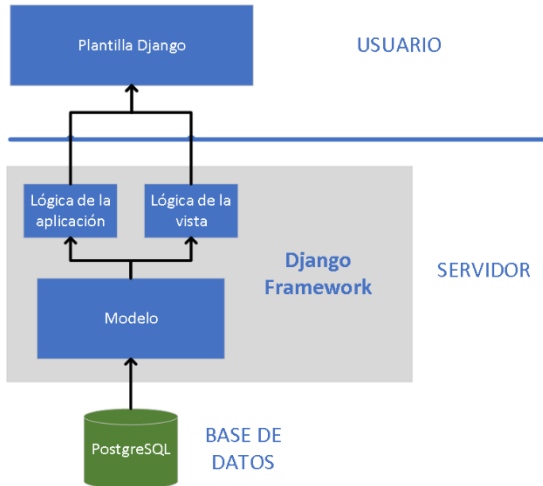 Plantilla Django
USUARIO
Lógica de la
aplicación
Lógica de la
vista
Django
Framework
SERVIDOR
Modelo
PostgreSQL
BASE DE
DATOS